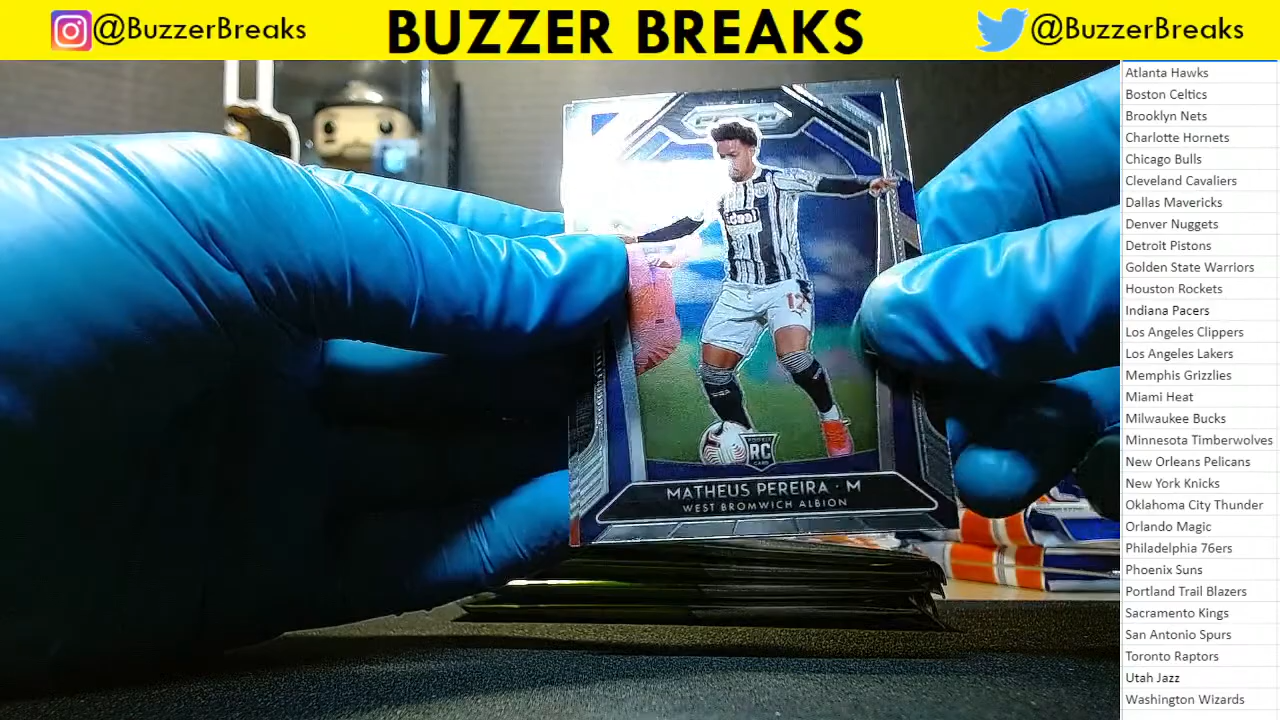 @BuzzerBreaks
BUZZER BREAKS
@BuzzerBreaks
PRIZM
ideal
12
RC
MATHEUS PEREIRA · M
WEST BROMWICH ALBION
Atlanta Hawks
Boston Celtics
Brooklyn Nets
Charlotte Hornets
Chicago Bulls
Cleveland Cavaliers
Dallas Mavericks
Denver Nuggets
Detroit Pistons
Golden State Warriors
Houston Rockets
Indiana Pacers
Los Angeles Clippers
Los Angeles Lakers
Memphis Grizzlies
Miami Heat
Milwaukee Bucks
Minnesota Timberwolves
New Orleans Pelicans
New York Knicks
Oklahoma City Thunder
Orlando Magic
Philadelphia 76ers
Phoenix Suns
Portland Trail Blazers
Sacramento Kings
San Antonio Spurs
Toronto Raptors
Utah Jazz
Washington Wizards